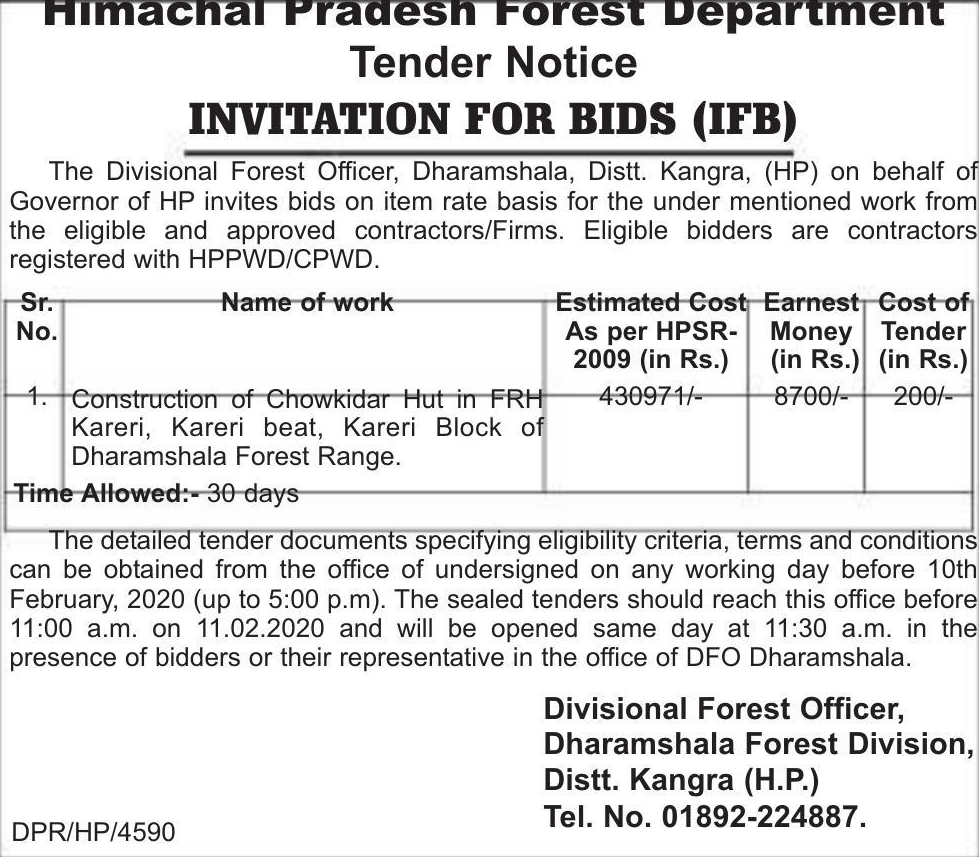 Himachal Pradesh Forest Department
Tender Notice
INVITATION FOR BIDS (IFB)
The Divisional Forest Officer, Dharamshala, Distt. Kangra, (HP) on behalf of
Governor of HP invites bids on item rate basis for the under mentioned work from
the eligible and approved contractors/Firms. Eligible bidders are contractors
registered with HPPWD/CPWD.
Sr. Name of work Estimated Cost Earnest Cost of
No. As per HPSR- Money Tender
2009 (in Rs.) (in Rs.) (in Rs.)
1. Construction of Chowkidar Hut in FRH 430971/- 8700/- 200/-
Kareri, Kareri beat, Kareri Block of
Dharamshala Forest Range.
Time Allowed:- 30 days
The detailed tender documents specifying eligibility criteria, terms and conditions
can be obtained from the office of undersigned on any working day before 10th
February, 2020 (up to 5:00 p.m). The sealed tenders should reach this office before
11:00 a.m. on 11.02.2020 and will be opened same day at 11:30 a.m. in the
presence of bidders or their representative in the office of DFO Dharamshala.
Divisional Forest Officer,
Dharamshala Forest Division,
Distt. Kangra (H.P.)
Tel. No. 01892-224887.
DPR/HP/4590